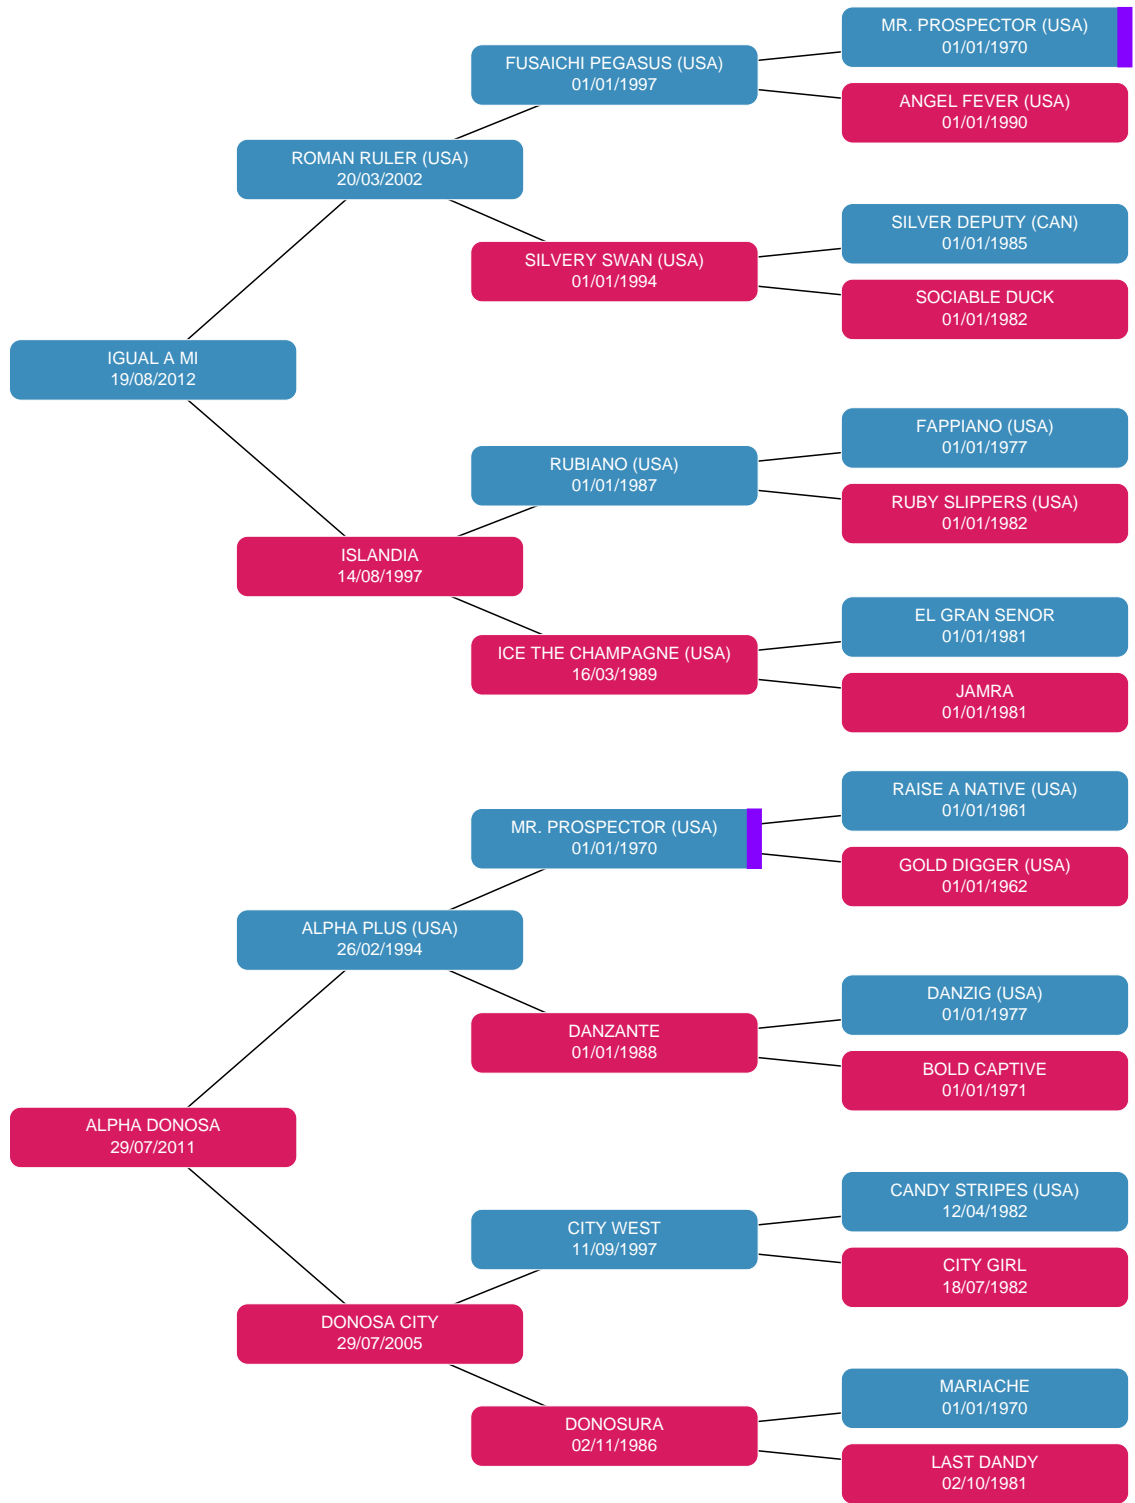 MR. PROSPECTOR (USA)
01/01/1970
FUSAICHI PEGASUS (USA)
01/01/1997
ANGEL FEVER (USA)
01/01/1990
ROMAN RULER (USA)
20/03/2002
SILVER DEPUTY (CAN)
01/01/1985
SILVERY SWAN (USA)
01/01/1994
SOCIABLE DUCK
01/01/1982
IGUAL A MI
19/08/2012
FAPPIANO (USA)
01/01/1977
RUBIANO (USA)
01/01/1987
RUBY SLIPPERS (USA)
01/01/1982
ISLANDIA
14/08/1997
EL GRAN SENOR
01/01/1981
ICE THE CHAMPAGNE (USA)
16/03/1989
JAMRA
01/01/1981
RAISE A NATIVE (USA)
01/01/1961
MR. PROSPECTOR (USA)
01/01/1970
GOLD DIGGER (USA)
01/01/1962
ALPHA PLUS (USA)
26/02/1994
DANZIG (USA)
01/01/1977
DANZANTE
01/01/1988
BOLD CAPTIVE
01/01/1971
ALPHA DONOSA
29/07/2011
CANDY STRIPES (USA)
12/04/1982
CITY WEST
11/09/1997
CITY GIRL
18/07/1982
DONOSA CITY
29/07/2005
MARIACHE
01/01/1970
DONOSURA
02/11/1986
LAST DANDY
02/10/1981